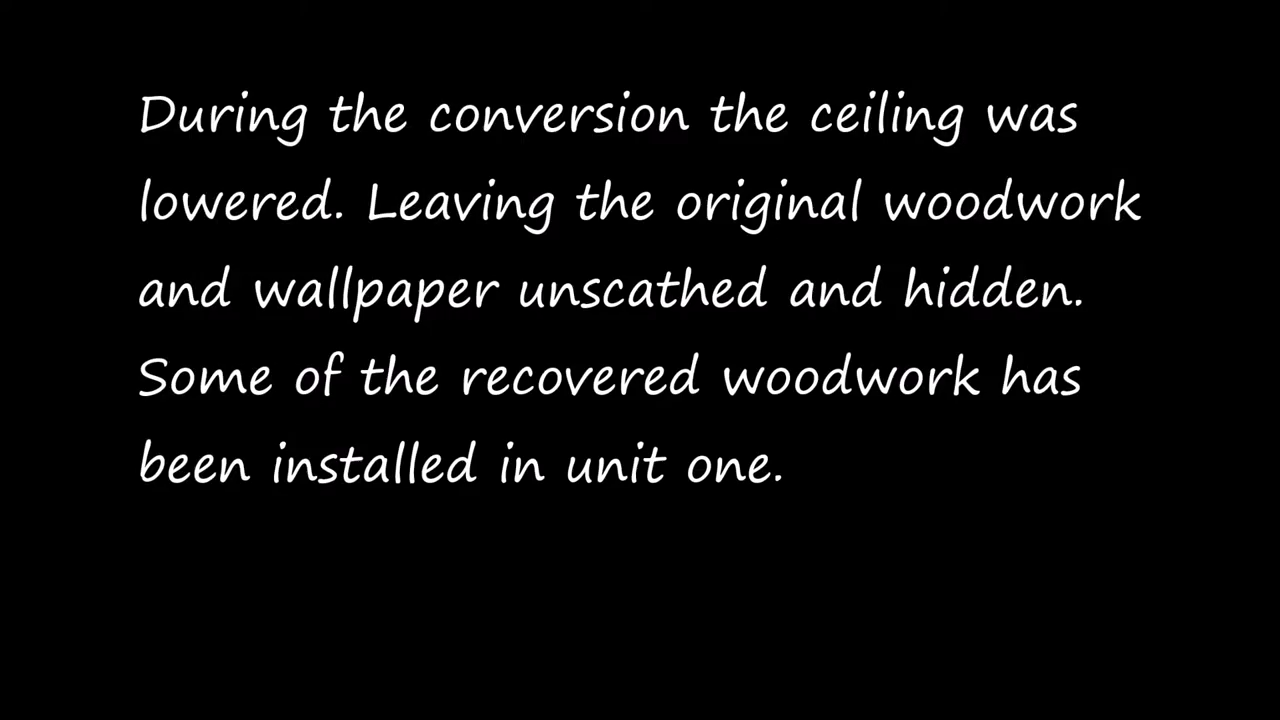 During the conversion the ceiling was
lowered. Leaving the original woodwork
and wallpaper unscathed and hidden.
Some of the recovered woodwork has
been installed in unit one.